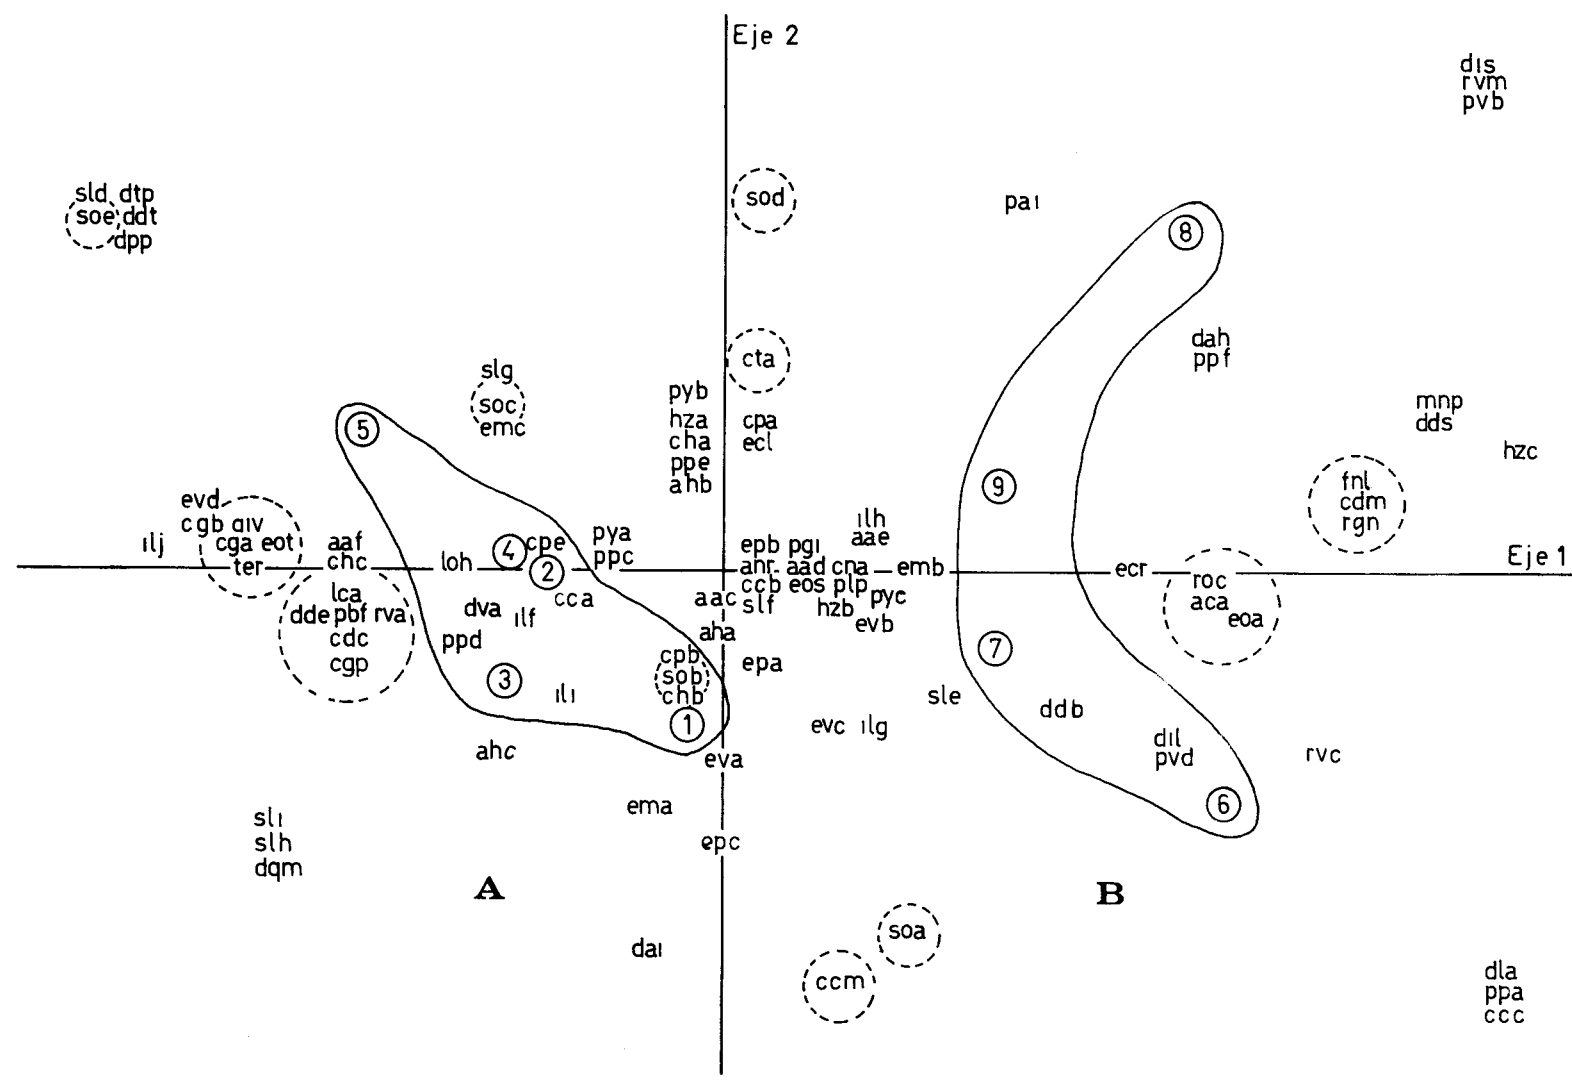 Eje 2
dıs
rvm
pvb
sld dtp
soe ddt
dpp
sod
paı
8
dah
ppf
cta
slg
soc
emc
pyb
hza
cha
ppe
ahb
cpa
ecl
mnp
dds
hzc
5
9
fnl
cdm
rgn
evd
cgb gıv
cga eot
ter
ılj
aaf
chc
loh
4
cpe
2
pya
ppc
ılh
aae
epb pgı
anr aad cna
emb
ecr
Eje 1
ccb eos plp
pyc
slf
hzb
evb
roc
aca
eoa
lca
dde pbf rva
cdc
cgp
dva
ılf
cca
aac
ppd
aha
3
ılı
cpb
sob
chb
1
epa
7
sle
ddb
evc ılg
dıl
pvd
rvc
6
ahc
eva
ema
epc
slı
slh
dqm
A
B
daı
soa
ccm
dla
ppa
ccc